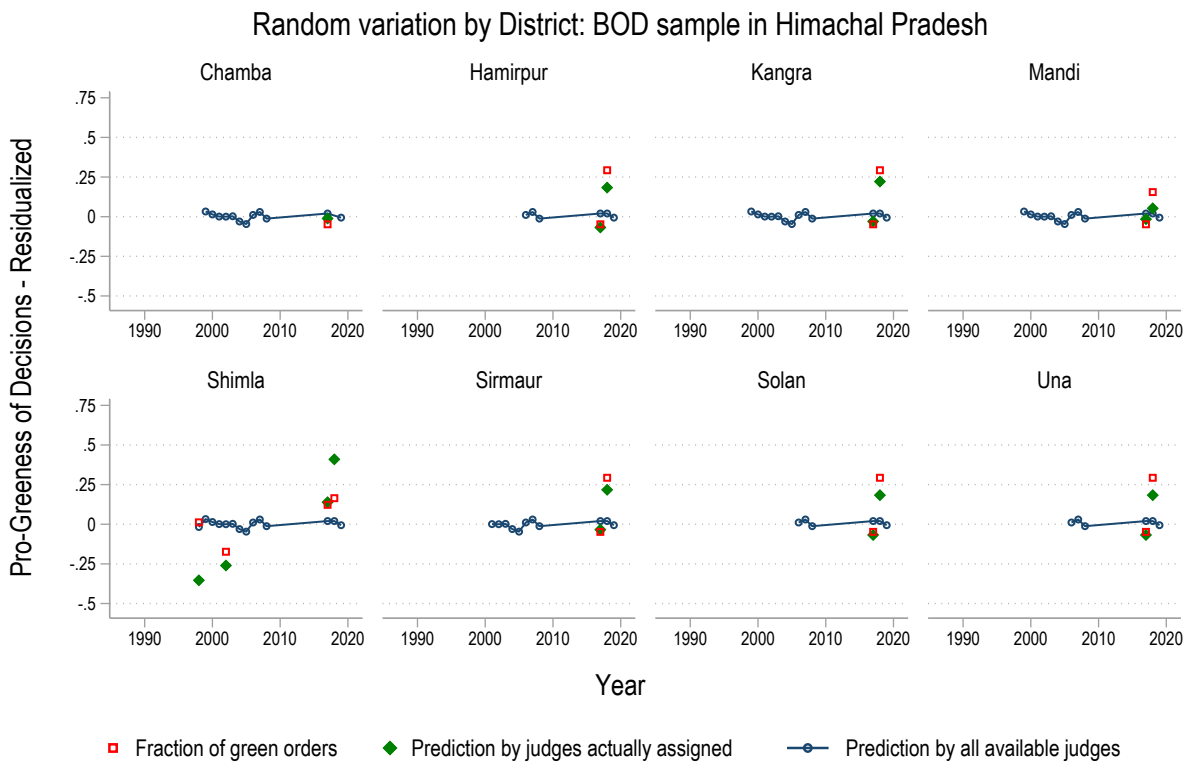 Random variation by District: BOD sample in Himachal Pradesh
Pro-Greeness of Decisions - Residualized
Chamba Hamirpur Kangra Mandi
.75
.5
.25
0
-.25
-.5
1990 2000 2010 2020 1990 2000 2010 2020 1990 2000 2010 2020 1990 2000 2010 2020
Shimla Sirmaur Solan Una
.75
.5
.25
0
-.25
-.5
1990 2000 2010 2020 1990 2000 2010 2020 1990 2000 2010 2020 1990 2000 2010 2020
Year
Fraction of green orders Prediction by judges actually assigned Prediction by all available judges